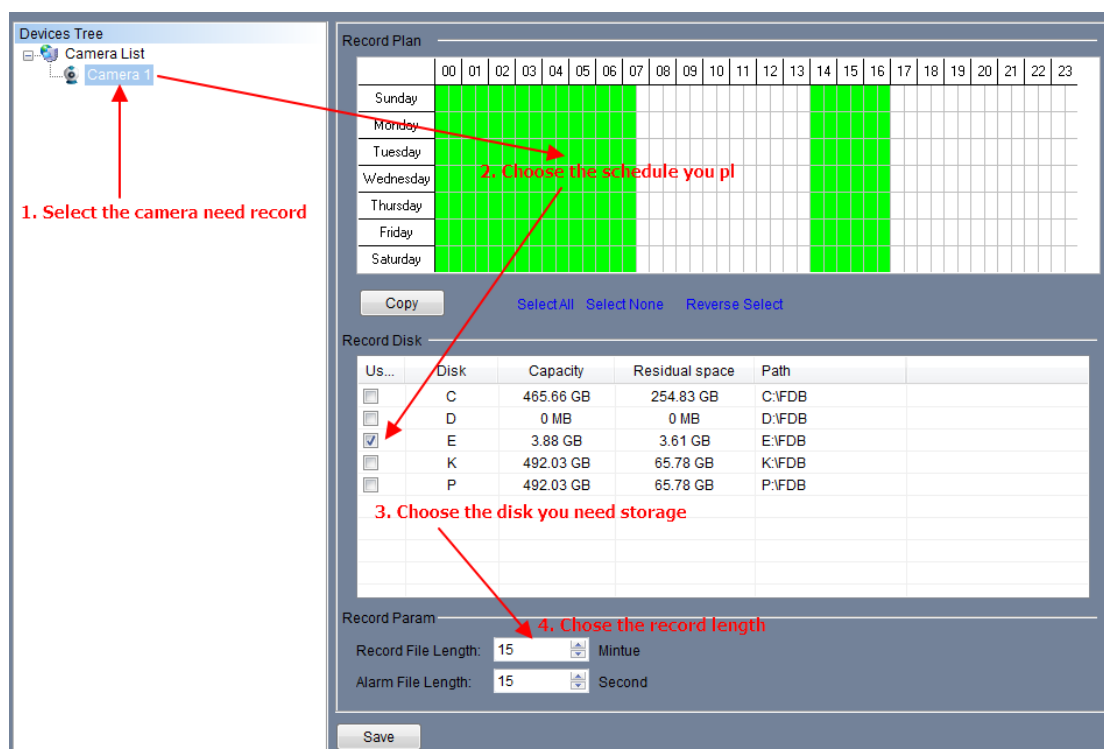 Devices Tree
Camera List
Camera 1
1. Select the camera need record
Record Plan
00 01 02 03 04 05 06 07 08 09 10 11 12 13 14 15 16 17 18 19 20 21 22 23
Sunday
Monday
Tuesday
Wednesday
Thursday
Friday
Saturday
2. Choose the schedule you pl
Copy SelectAll Select None Reverse Select
Record Disk
Us... Disk Capacity Residual space Path
C 465.66 GB 254.83 GB C:\FDB
D 0 MB 0 MB D:\FDB
E 3.88 GB 3.61 GB E:\FDB
K 492.03 GB 65.78 GB K:\FDB
P 492.03 GB 65.78 GB P:\FDB
3. Choose the disk you need storage
Record Param
4. Chose the record length
Record File Length: 15 Mintue
Alarm File Length: 15 Second
Save